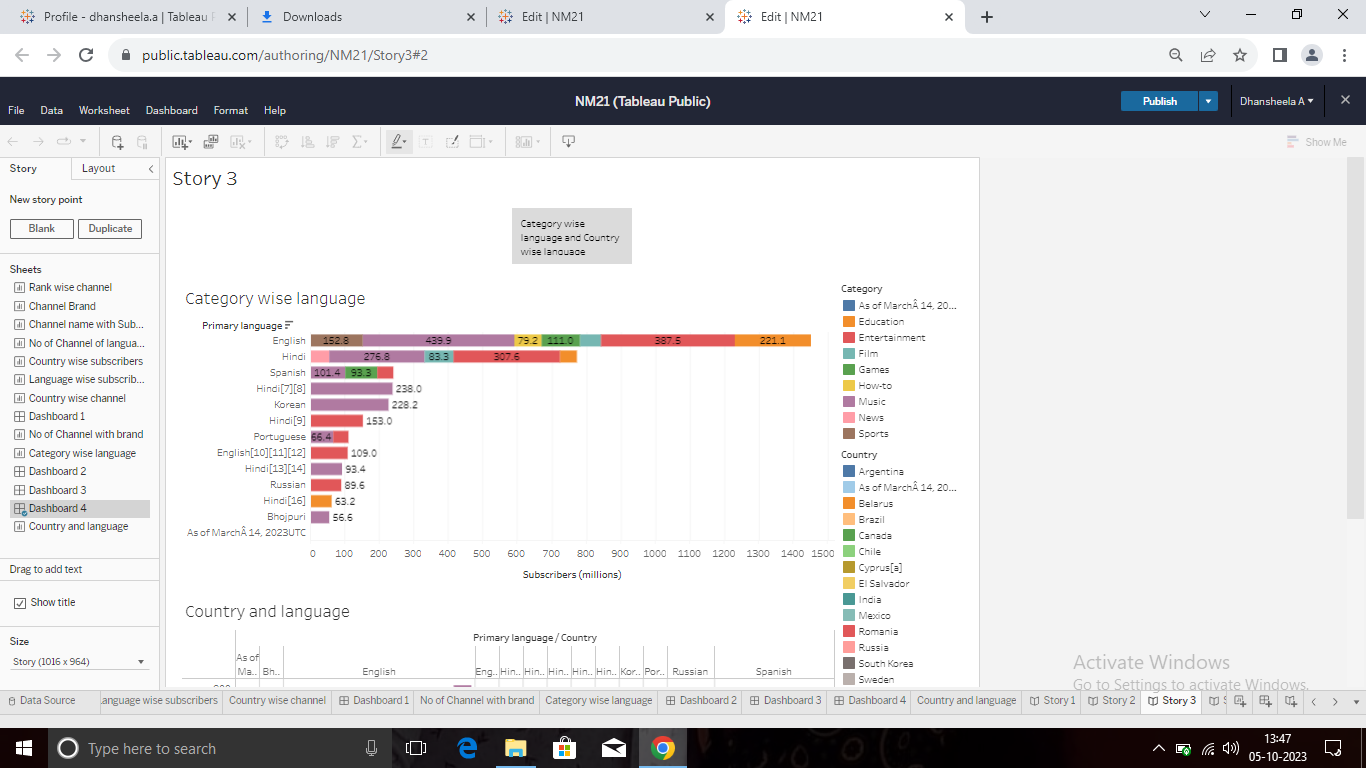 Profile - dhansheela.a | Tableau
Downloads
Edit | NM21
Edit | NM21
public.tableau.com/authoring/NM21/Story3#2
NM21 (Tableau Public)
Publish
Dhansheela A
File Data Worksheet Dashboard Format Help
Show Me
Story Layout
New story point
Blank Duplicate
Sheets
Rank wise channel
Channel Brand
Channel name with Sub...
No of Channel of langua...
Country wise subscribers
Language wise subscrib...
Country wise channel
Dashboard 1
No of Channel with brand
Category wise language
Dashboard 2
Dashboard 3
Dashboard 4
Country and language
Drag to add text
Show title
Size
Story (1016 x 964)
Story 3
Category wise
language and Country
wise language
Category wise language
Primary language
English 152.8 439.9 79.2 111.0 387.5 221.1
Hindi 276.8 83.3 307.6
Spanish 101.4 93.3
Hindi[7][8] 238.0
Korean 228.2
Hindi[9] 153.0
Portuguese 66.4
English[10][11][12] 109.0
Hindi[13][14] 93.4
Russian 89.6
Hindi[16] 63.2
Bhojpuri 56.6
As of MarchÂ 14, 2023UTC
0 100 200 300 400 500 600 700 800 900 1000 1100 1200 1300 1400 1500
Subscribers (millions)
Country and language
Primary language / Country
As of
Ma.. Bh.. English Eng.. Hin.. Hin.. Hin.. Hin.. Hin.. Kor.. Por.. Russian Spanish
Category
As of MarchÂ 14, 20...
Education
Entertainment
Film
Games
How-to
Music
News
Sports
Country
Argentina
As of MarchÂ 14, 20...
Belarus
Brazil
Canada
Chile
Cyprus[a]
El Salvador
India
Mexico
Romania
Russia
South Korea
Sweden
Activate Windows
Go to Settings to activate Windows.
Data Source anguage wise subscribers Country wise channel Dashboard 1 No of Channel with brand Category wise language Dashboard 2 Dashboard 3 Dashboard 4 Country and language Story 1 Story 2 Story 3
Type here to search
13:47
05-10-2023